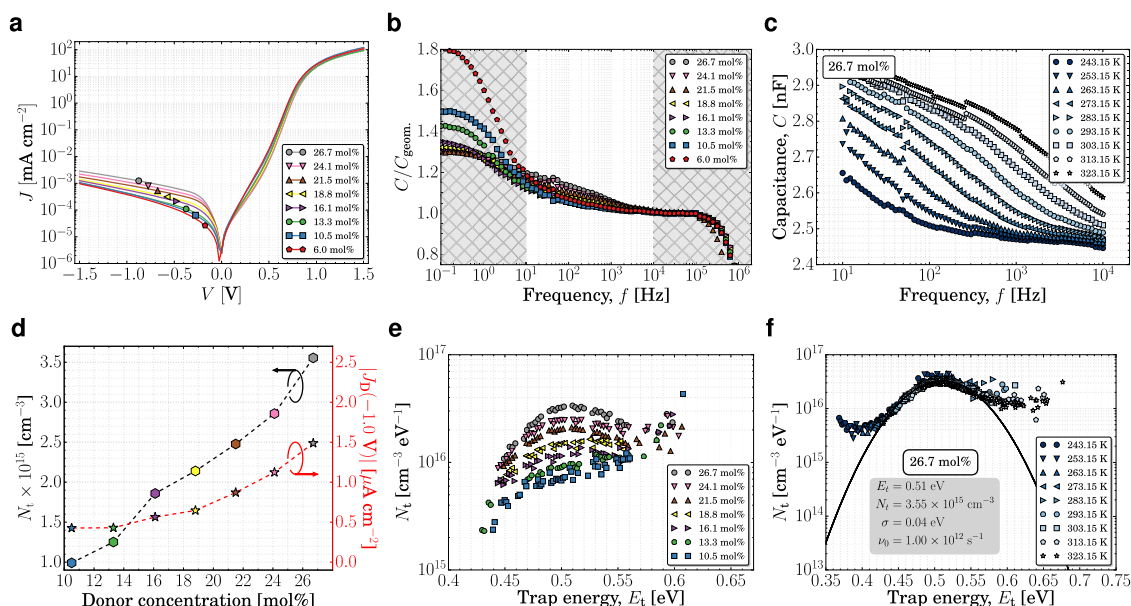 a
10²
10¹
10⁰
10⁻¹
10⁻²
10⁻³
10⁻⁴
10⁻⁵
10⁻⁶
J [mA cm⁻²]
26.7 mol%
24.1 mol%
21.5 mol%
18.8 mol%
16.1 mol%
13.3 mol%
10.5 mol%
6.0 mol%
−1.5 −1.0 −0.5 0.0 0.5 1.0 1.5
V [V]
b
1.8
1.6
1.4
1.2
1.0
0.8
C/C_geom.
26.7 mol%
24.1 mol%
21.5 mol%
18.8 mol%
16.1 mol%
13.3 mol%
10.5 mol%
6.0 mol%
10⁻¹ 10⁰ 10¹ 10² 10³ 10⁴ 10⁵ 10⁶
Frequency, f [Hz]
c
3.0
2.9
2.8
2.7
2.6
2.5
2.4
Capacitance, C [nF]
26.7 mol%
243.15 K
253.15 K
263.15 K
273.15 K
283.15 K
293.15 K
303.15 K
313.15 K
323.15 K
10¹ 10² 10³ 10⁴
Frequency, f [Hz]
d
3.5
3.0
2.5
2.0
1.5
1.0
N_t × 10¹⁵ [cm⁻³]
2.5
2.0
1.5
1.0
0.5
0.0
|J_D(−1.0 V)| [μA cm⁻²]
10 12 14 16 18 20 22 24 26
Donor concentration [mol%]
e
10¹⁷
10¹⁶
10¹⁵
N_t [cm⁻³ eV⁻¹]
26.7 mol%
24.1 mol%
21.5 mol%
18.8 mol%
16.1 mol%
13.3 mol%
10.5 mol%
0.4 0.45 0.5 0.55 0.6 0.65
Trap energy, E_t [eV]
f
10¹⁷
10¹⁶
10¹⁵
10¹⁴
10¹³
N_t [cm⁻³ eV⁻¹]
26.7 mol%
E_t = 0.51 eV
N_t = 3.55 × 10¹⁵ cm⁻³
σ = 0.04 eV
ν₀ = 1.00 × 10¹² s⁻¹
243.15 K
253.15 K
263.15 K
273.15 K
283.15 K
293.15 K
303.15 K
313.15 K
323.15 K
0.35 0.45 0.55 0.65 0.75
Trap energy, E_t [eV]